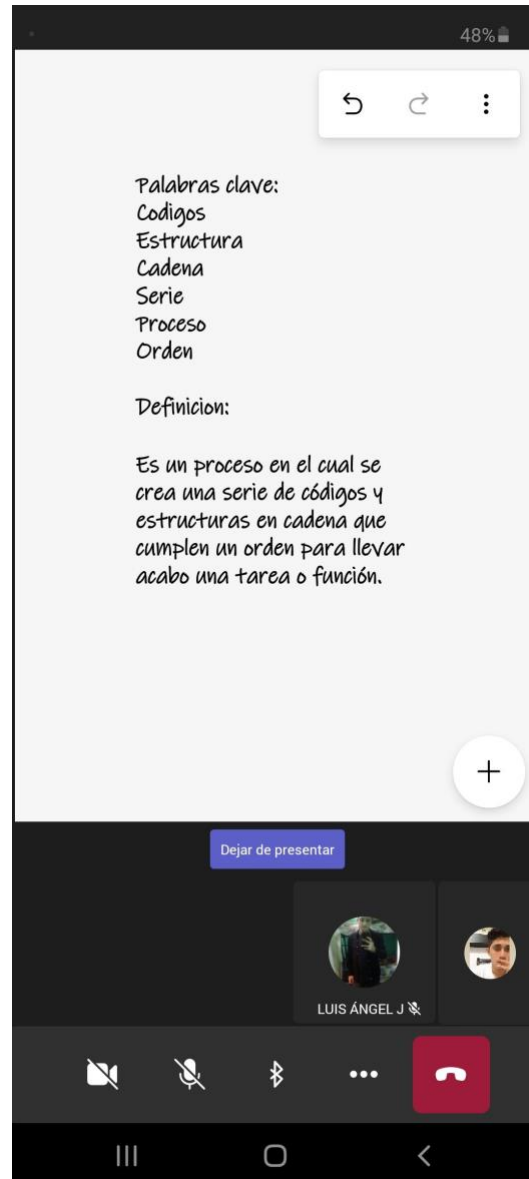 48%
Palabras clave:
Codigos
Estructura
Cadena
Serie
Proceso
Orden
Definicion:
Es un proceso en el cual se
crea una serie de códigos y
estructuras en cadena que
cumplen un orden para llevar
acabo una tarea o función.
Dejar de presentar
LUIS ÁNGEL J